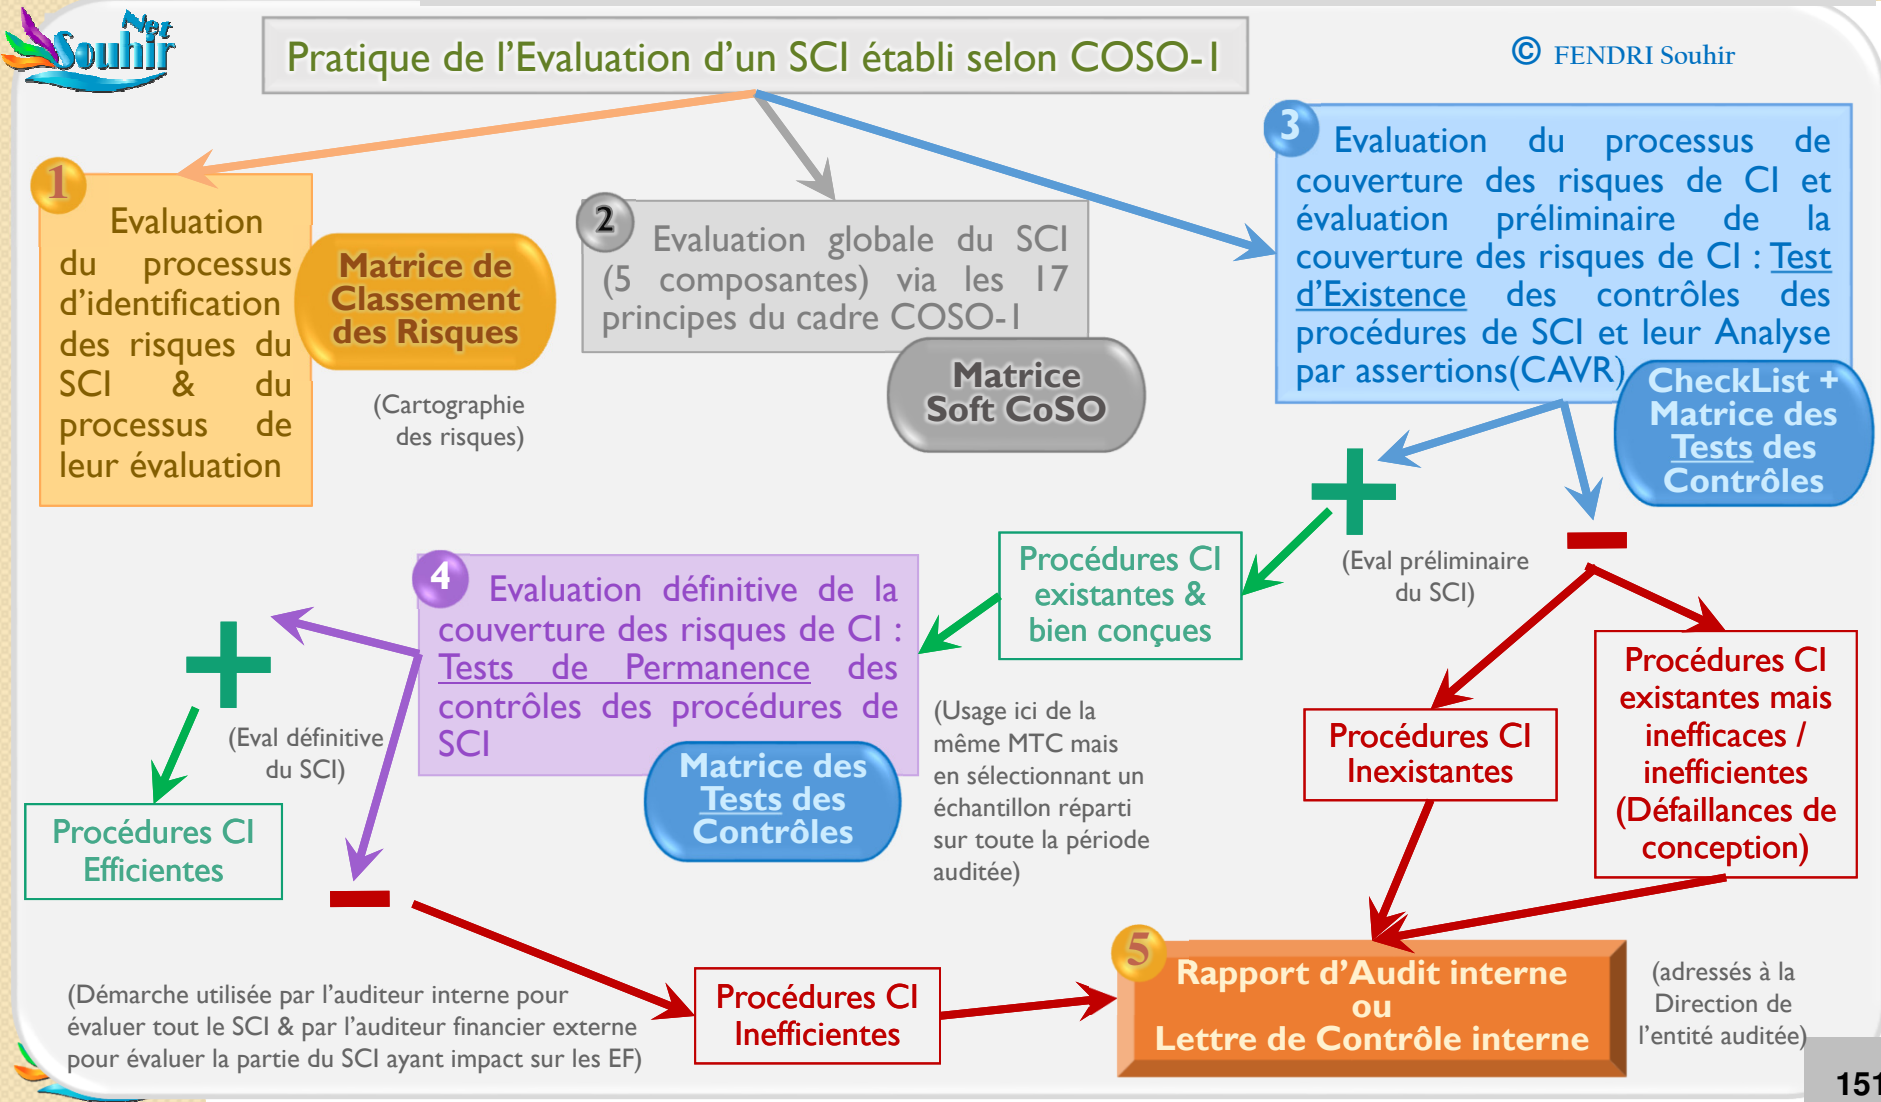 Net
Souhir
Pratique de l'Evaluation d'un SCI établi selon COSO-1
© FENDRI Souhir
1
Evaluation
du processus
d'identification
des risques du
SCI & du
processus de
leur évaluation
Matrice de
Classement
des Risques
(Cartographie
des risques)
2
Evaluation globale du SCI
(5 composantes) via les 17
principes du cadre COSO-1
Matrice
Soft CoSO
3
Evaluation du processus de
couverture des risques de CI et
évaluation préliminaire de la
couverture des risques de CI : Test
d'Existence des contrôles des
procédures de SCI et leur Analyse
par assertions(CAVR)
CheckList +
Matrice des
Tests des
Contrôles
(Eval préliminaire
du SCI)
Procédures CI
existantes &
bien conçues
4
Evaluation définitive de la
couverture des risques de CI :
Tests de Permanence des
contrôles des procédures de
SCI
Matrice des
Tests des
Contrôles
(Usage ici de la
même MTC mais
en sélectionnant un
échantillon réparti
sur toute la période
auditée)
Procédures CI
Inexistantes
Procédures CI
existantes mais
inefficaces /
inefficientes
(Défaillances de
conception)
(Eval définitive
du SCI)
Procédures CI
Efficientes
(Démarche utilisée par l'auditeur interne pour
évaluer tout le SCI & par l'auditeur financier externe
pour évaluer la partie du SCI ayant impact sur les EF)
Procédures CI
Inefficientes
5
Rapport d'Audit interne
ou
Lettre de Contrôle interne
(adressés à la
Direction de
l'entité auditée)
151